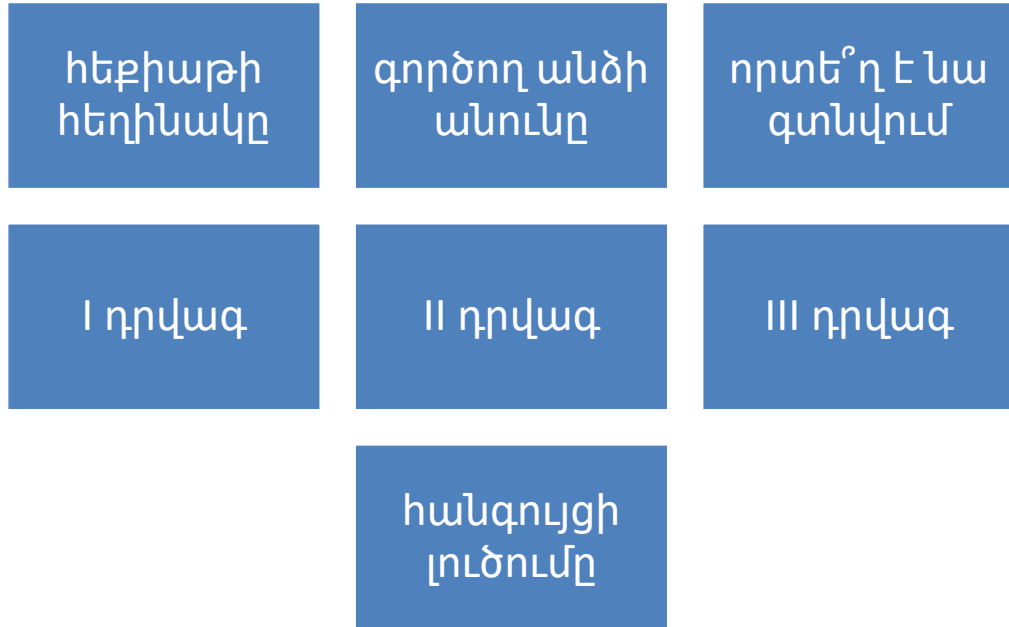 հեքիաթի
հեղինակը
գործող անձի
անունը
որտե՞ղ է նա
գտնվում
I դրվագ
II դրվագ
III դրվագ
հանգույցի
լուծումը